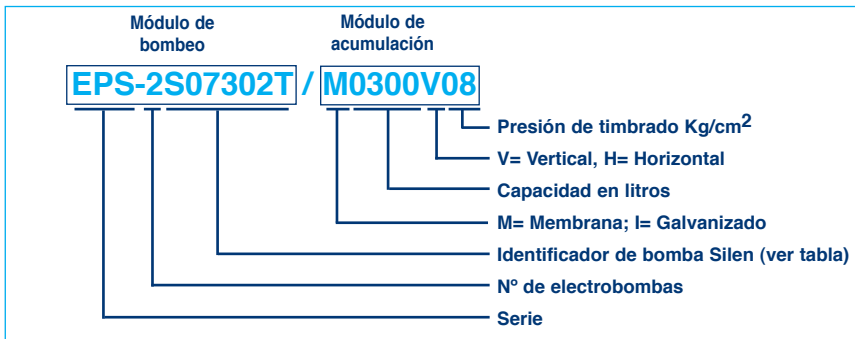 Módulo de
bombeo
Módulo de
acumulación
EPS-2S07302T / M0300V08
Presión de timbrado Kg/cm2
V= Vertical, H= Horizontal
Capacidad en litros
M= Membrana; I= Galvanizado
Identificador de bomba Silen (ver tabla)
Nº de electrobombas
Serie